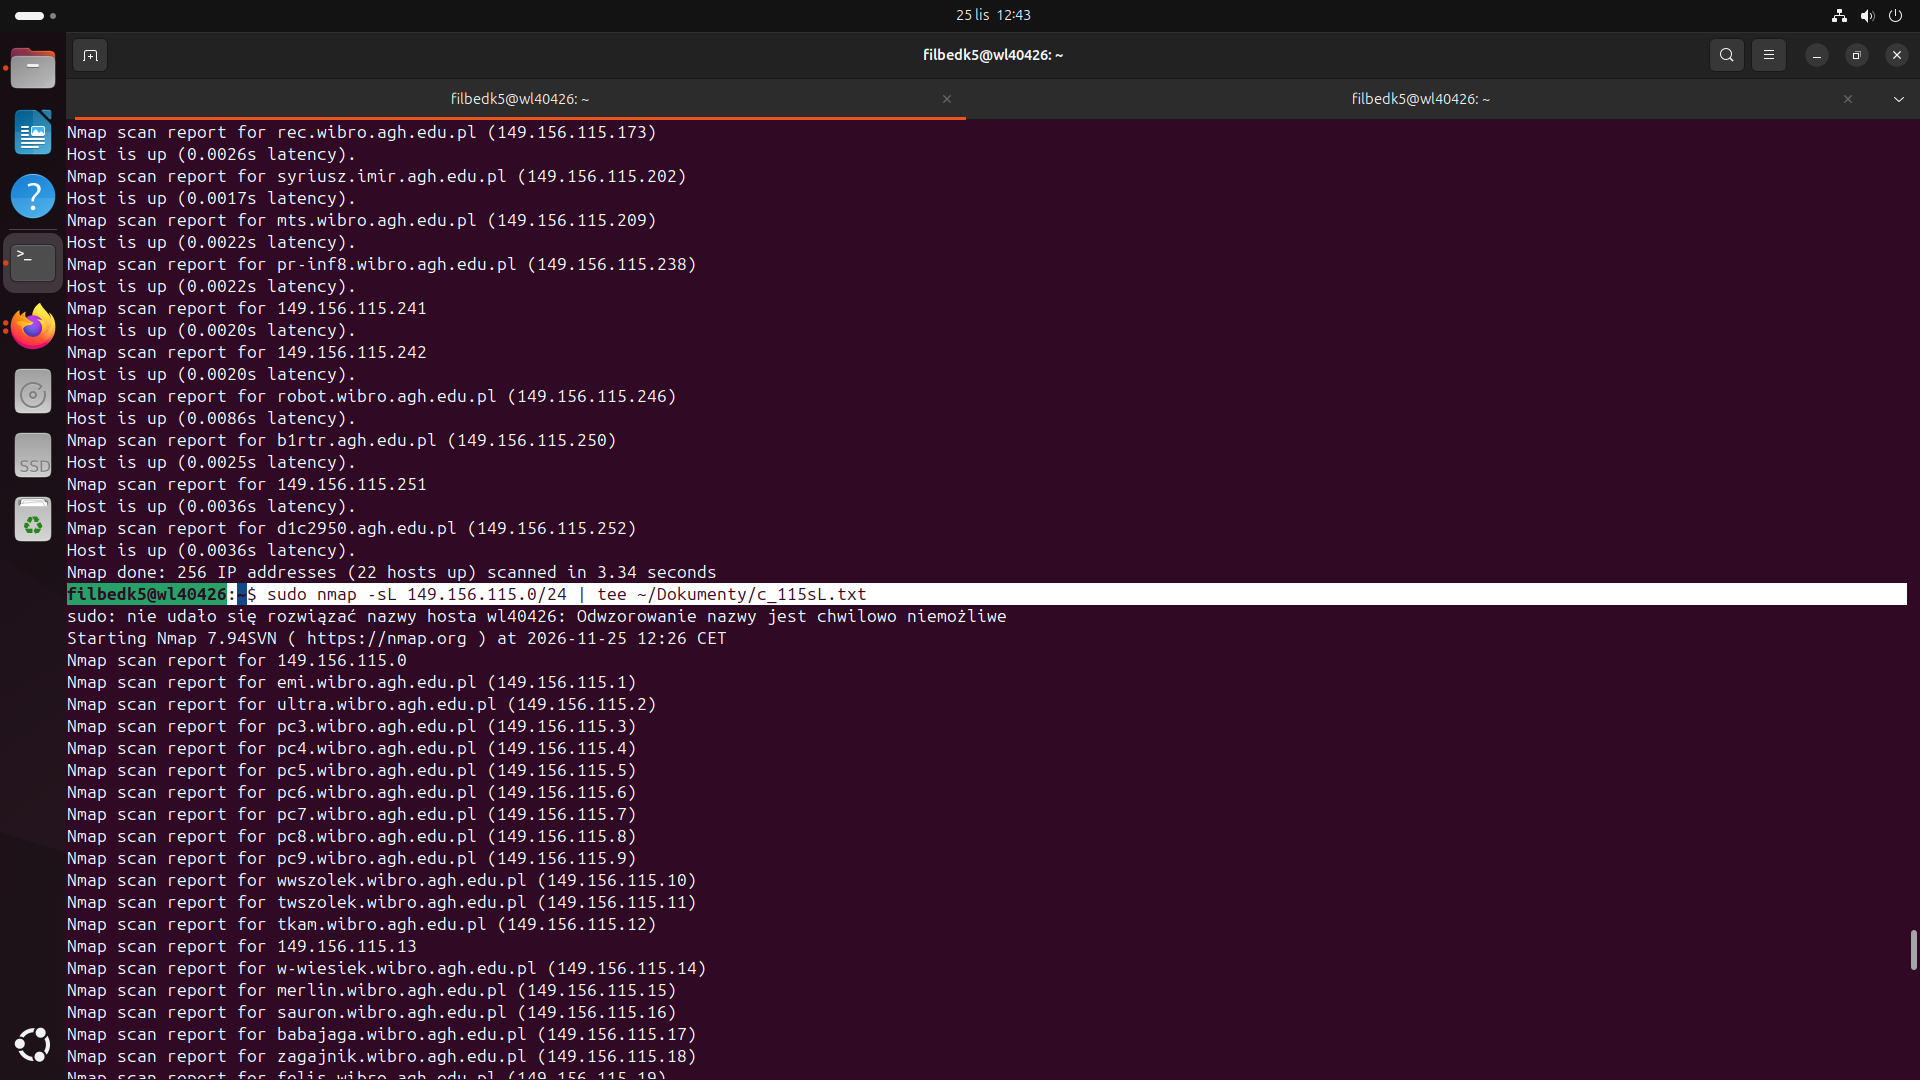 25 lis 12:43
filbedk5@wl40426: ~
filbedk5@wl40426: ~
filbedk5@wl40426: ~
Nmap scan report for rec.wibro.agh.edu.pl (149.156.115.173)
Host is up (0.0026s latency).
Nmap scan report for syriusz.imir.agh.edu.pl (149.156.115.202)
Host is up (0.0017s latency).
Nmap scan report for mts.wibro.agh.edu.pl (149.156.115.209)
Host is up (0.0022s latency).
Nmap scan report for pr-inf8.wibro.agh.edu.pl (149.156.115.238)
Host is up (0.0022s latency).
Nmap scan report for 149.156.115.241
Host is up (0.0020s latency).
Nmap scan report for 149.156.115.242
Host is up (0.0020s latency).
Nmap scan report for robot.wibro.agh.edu.pl (149.156.115.246)
Host is up (0.0086s latency).
Nmap scan report for b1rtr.agh.edu.pl (149.156.115.250)
Host is up (0.0025s latency).
Nmap scan report for 149.156.115.251
Host is up (0.0036s latency).
Nmap scan report for d1c2950.agh.edu.pl (149.156.115.252)
Host is up (0.0036s latency).
Nmap done: 256 IP addresses (22 hosts up) scanned in 3.34 seconds
filbedk5@wl40426:~$ sudo nmap -sL 149.156.115.0/24 | tee ~/Dokumenty/c_115sL.txt
sudo: nie udało się rozwiązać nazwy hosta wl40426: Odwzorowanie nazwy jest chwilowo niemożliwe
Starting Nmap 7.94SVN ( https://nmap.org ) at 2026-11-25 12:26 CET
Nmap scan report for 149.156.115.0
Nmap scan report for emi.wibro.agh.edu.pl (149.156.115.1)
Nmap scan report for ultra.wibro.agh.edu.pl (149.156.115.2)
Nmap scan report for pc3.wibro.agh.edu.pl (149.156.115.3)
Nmap scan report for pc4.wibro.agh.edu.pl (149.156.115.4)
Nmap scan report for pc5.wibro.agh.edu.pl (149.156.115.5)
Nmap scan report for pc6.wibro.agh.edu.pl (149.156.115.6)
Nmap scan report for pc7.wibro.agh.edu.pl (149.156.115.7)
Nmap scan report for pc8.wibro.agh.edu.pl (149.156.115.8)
Nmap scan report for pc9.wibro.agh.edu.pl (149.156.115.9)
Nmap scan report for wwszolek.wibro.agh.edu.pl (149.156.115.10)
Nmap scan report for twszolek.wibro.agh.edu.pl (149.156.115.11)
Nmap scan report for tkam.wibro.agh.edu.pl (149.156.115.12)
Nmap scan report for 149.156.115.13
Nmap scan report for w-wiesiek.wibro.agh.edu.pl (149.156.115.14)
Nmap scan report for merlin.wibro.agh.edu.pl (149.156.115.15)
Nmap scan report for sauron.wibro.agh.edu.pl (149.156.115.16)
Nmap scan report for babajaga.wibro.agh.edu.pl (149.156.115.17)
Nmap scan report for zagajnik.wibro.agh.edu.pl (149.156.115.18)
Nmap scan report for felis.wibro.agh.edu.pl (149.156.115.19)
SSD